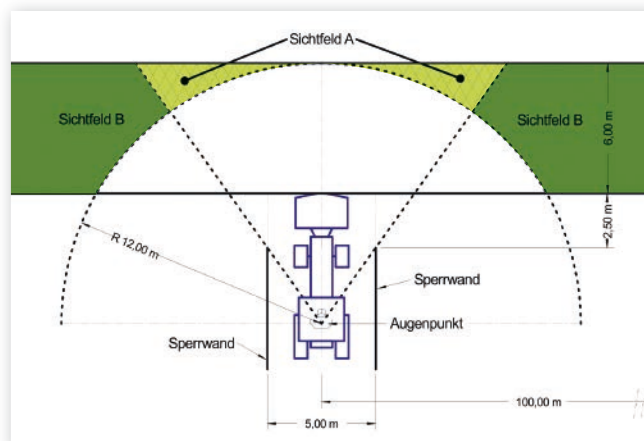 Sichtfeld A
Sichtfeld B
Sichtfeld B
6,00 m
2,50 m
R 12,00 m
Sperrwand
Augenpunkt
Sperrwand
100,00 m
5,00 m